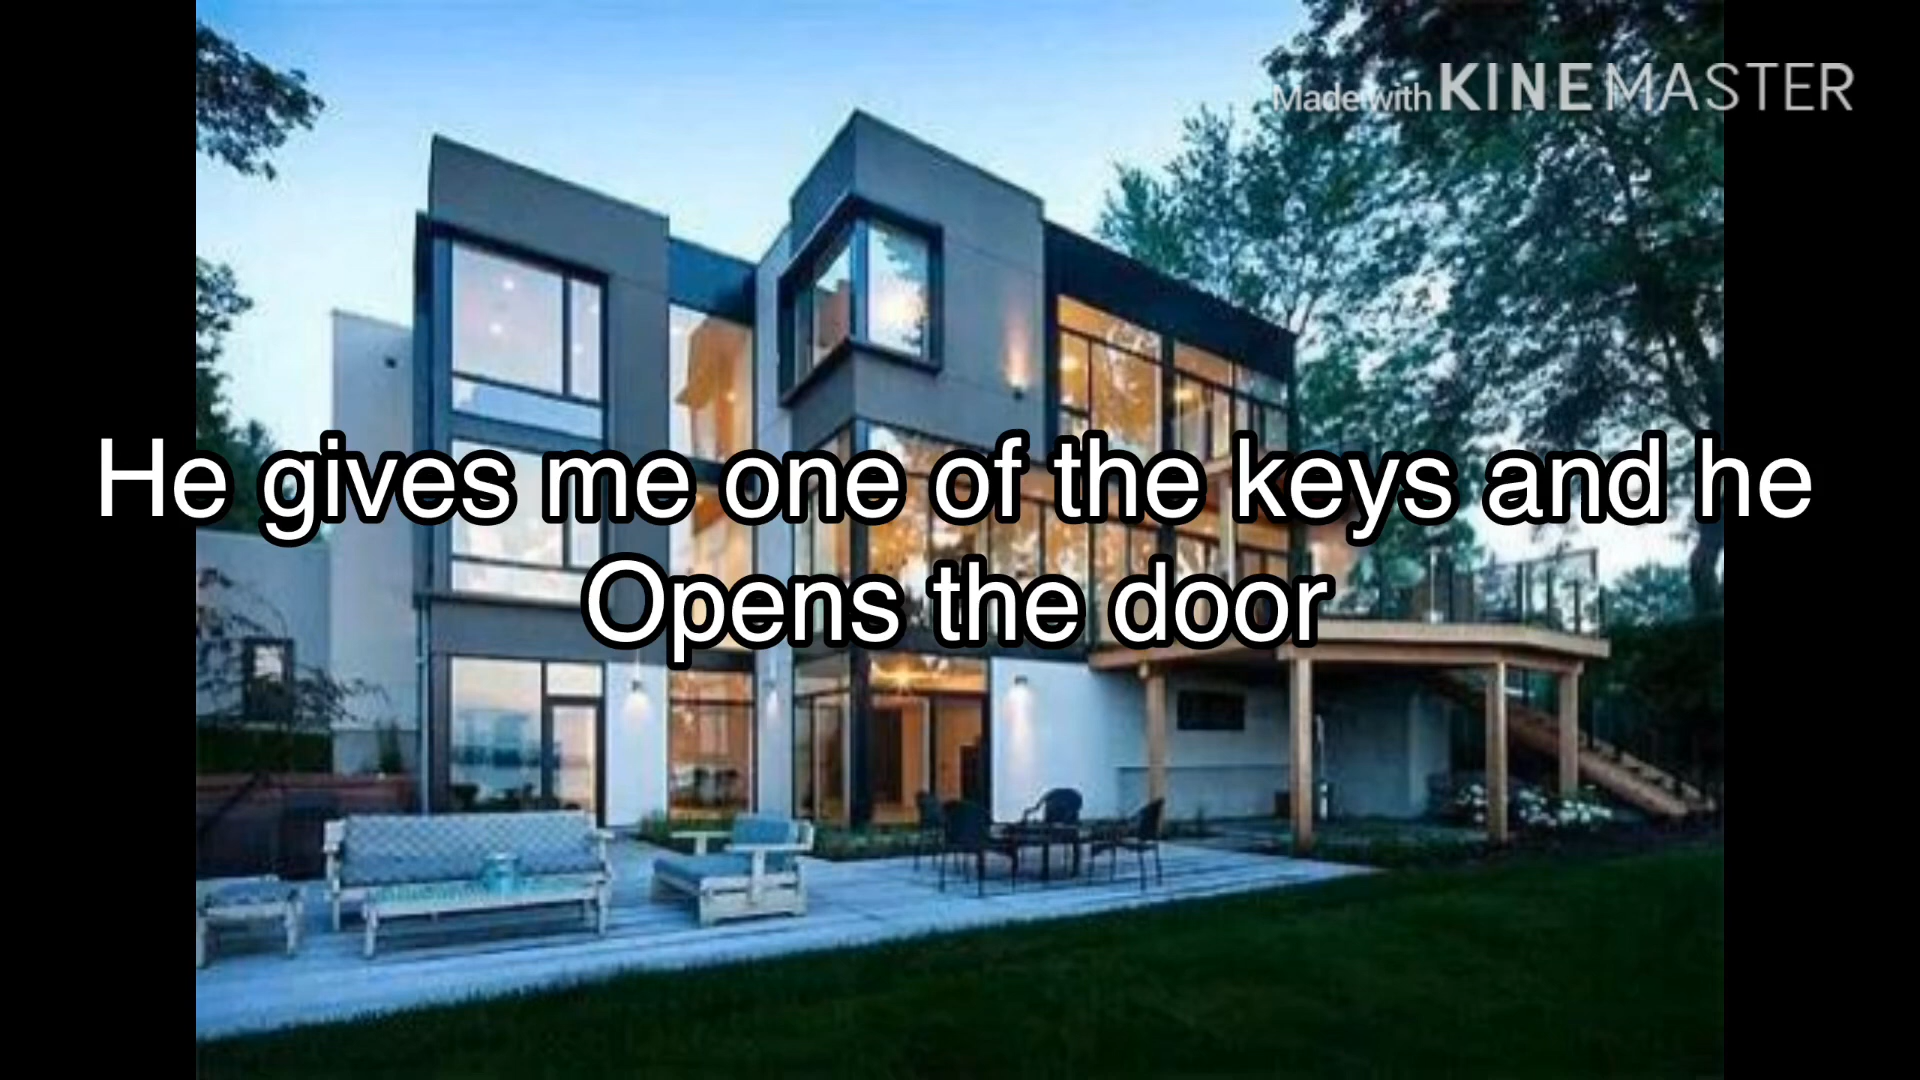 Made with KINEMASTER
He gives me one of the keys and he
Opens the door